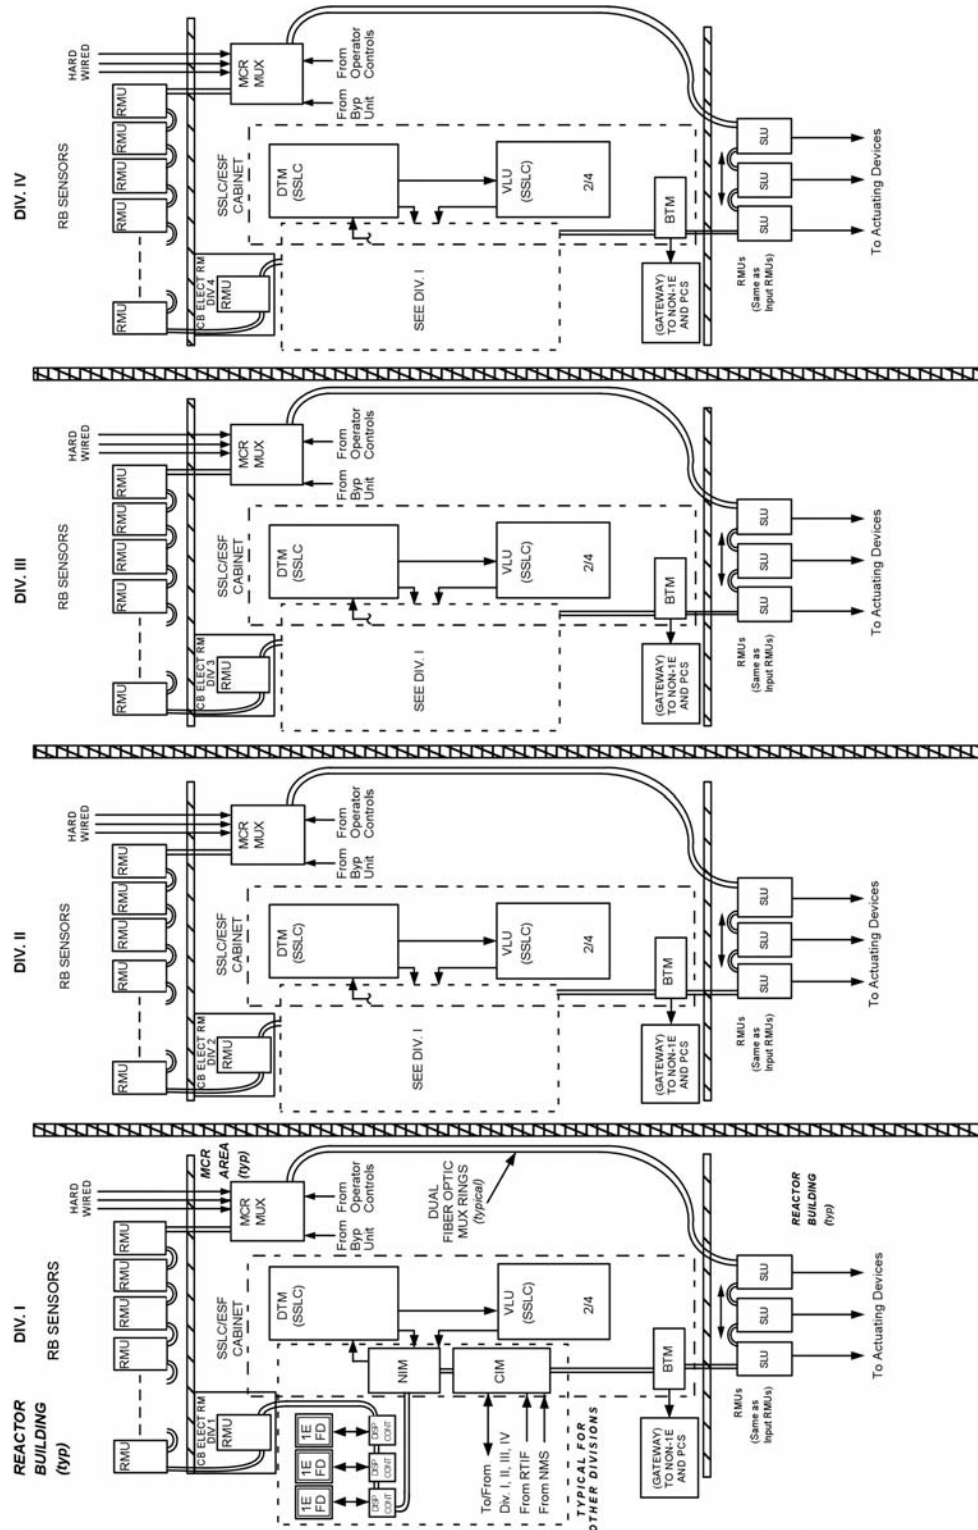 REACTOR
BUILDING
(typ)
DIV. I
RB SENSORS
HARD
WIRED
RMU
RMU
RMU
RMU
RMU
CB ELECT RM
DIV 1
RMU
MCR
AREA
(typ)
MCR
MUX
From
Byp
Unit
From
Operator
Controls
SSLC/ESF
CABINET
DTM
(SSLC
VLU
(SSLC)
2/4
1E
FD
1E
FD
1E
FD
DSP
CONT
DSP
CONT
DSP
CONT
NIM
CIM
To/From
Div. I, II, III, IV
From RTIF
From NMS
TYPICAL FOR
OTHER DIVISIONS
DUAL
FIBER OPTIC
MUX RINGS
(typical)
BTM
(GATEWAY)
TO NON-1E
AND PCS
SLU
SLU
SLU
RMUs
(Same as
Input RMUs)
To Actuating Devices
REACTOR
BUILDING
(typ)
DIV. II
RB SENSORS
HARD
WIRED
RMU
RMU
RMU
RMU
RMU
CB ELECT RM
DIV 2
RMU
MCR
MUX
From
Byp
Unit
From
Operator
Controls
SSLC/ESF
CABINET
DTM
(SSLC
VLU
(SSLC)
2/4
SEE DIV. I
BTM
(GATEWAY)
TO NON-1E
AND PCS
SLU
SLU
SLU
RMUs
(Same as
Input RMUs)
To Actuating Devices
DIV. III
RB SENSORS
HARD
WIRED
RMU
RMU
RMU
RMU
RMU
CB ELECT RM
DIV 3
RMU
MCR
MUX
From
Byp
Unit
From
Operator
Controls
SSLC/ESF
CABINET
DTM
(SSLC
VLU
(SSLC)
2/4
SEE DIV. I
BTM
(GATEWAY)
TO NON-1E
AND PCS
SLU
SLU
SLU
RMUs
(Same as
Input RMUs)
To Actuating Devices
DIV. IV
RB SENSORS
HARD
WIRED
RMU
RMU
RMU
RMU
RMU
CB ELECT RM
DIV 4
RMU
MCR
MUX
From
Byp
Unit
From
Operator
Controls
SSLC/ESF
CABINET
DTM
(SSLC
VLU
(SSLC)
2/4
SEE DIV. I
BTM
(GATEWAY)
TO NON-1E
AND PCS
SLU
SLU
SLU
RMUs
(Same as
Input RMUs)
To Actuating Devices